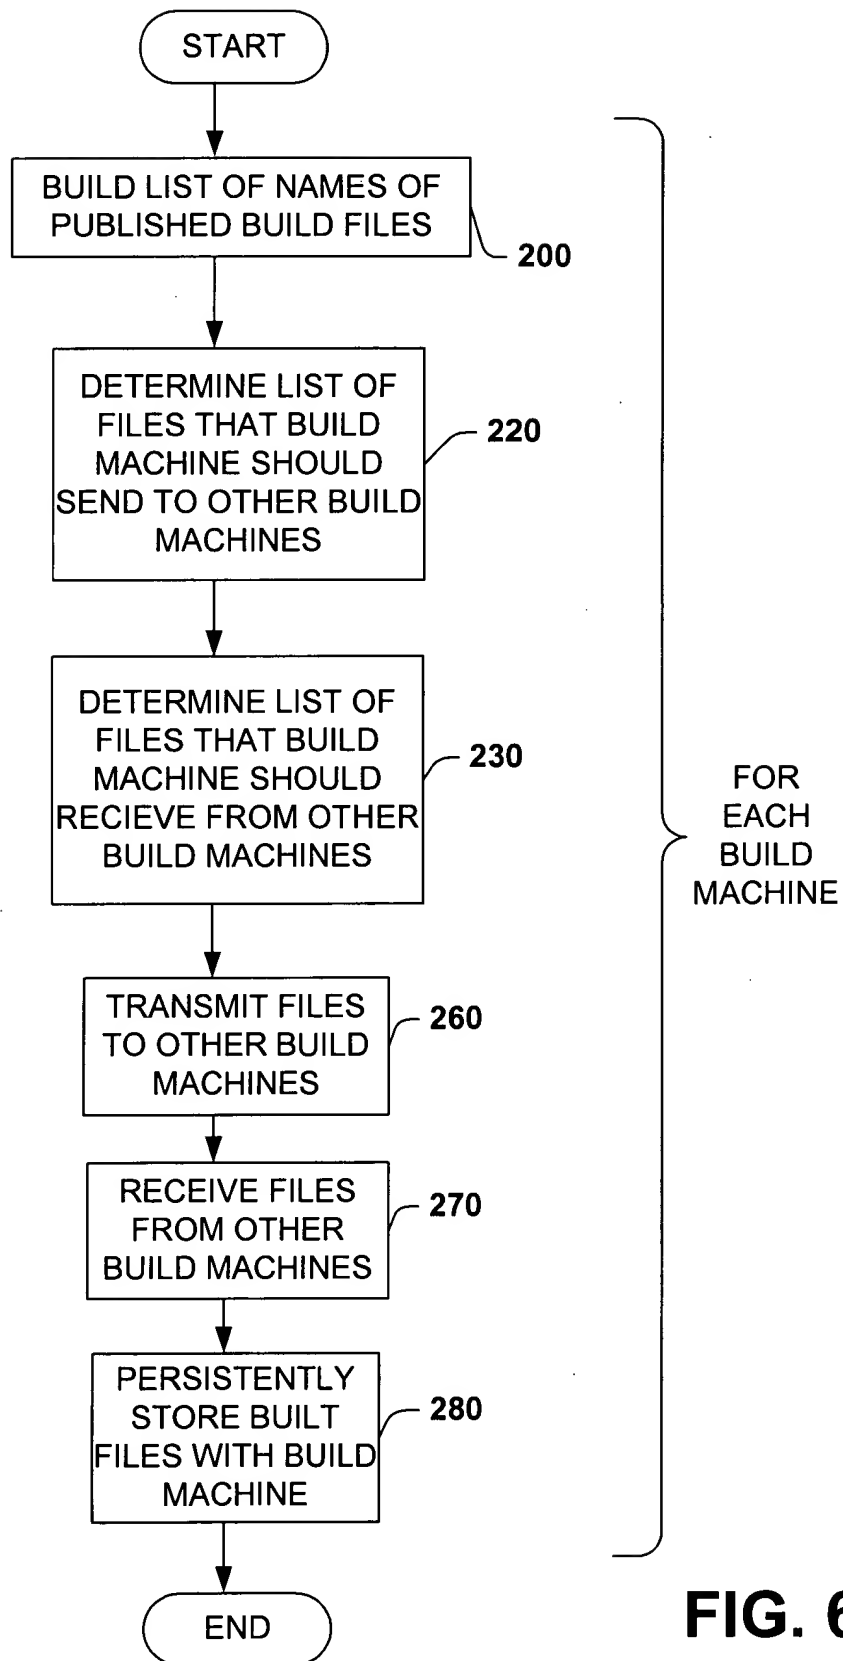 START
BUILD LIST OF NAMES OF
PUBLISHED BUILD FILES
200
DETERMINE LIST OF
FILES THAT BUILD
MACHINE SHOULD
SEND TO OTHER BUILD
MACHINES
220
DETERMINE LIST OF
FILES THAT BUILD
MACHINE SHOULD
RECIEVE FROM OTHER
BUILD MACHINES
230
FOR
EACH
BUILD
MACHINE
TRANSMIT FILES
TO OTHER BUILD
MACHINES
260
RECEIVE FILES
FROM OTHER
BUILD MACHINES
270
PERSISTENTLY
STORE BUILT
FILES WITH BUILD
MACHINE
280
END
FIG. 6